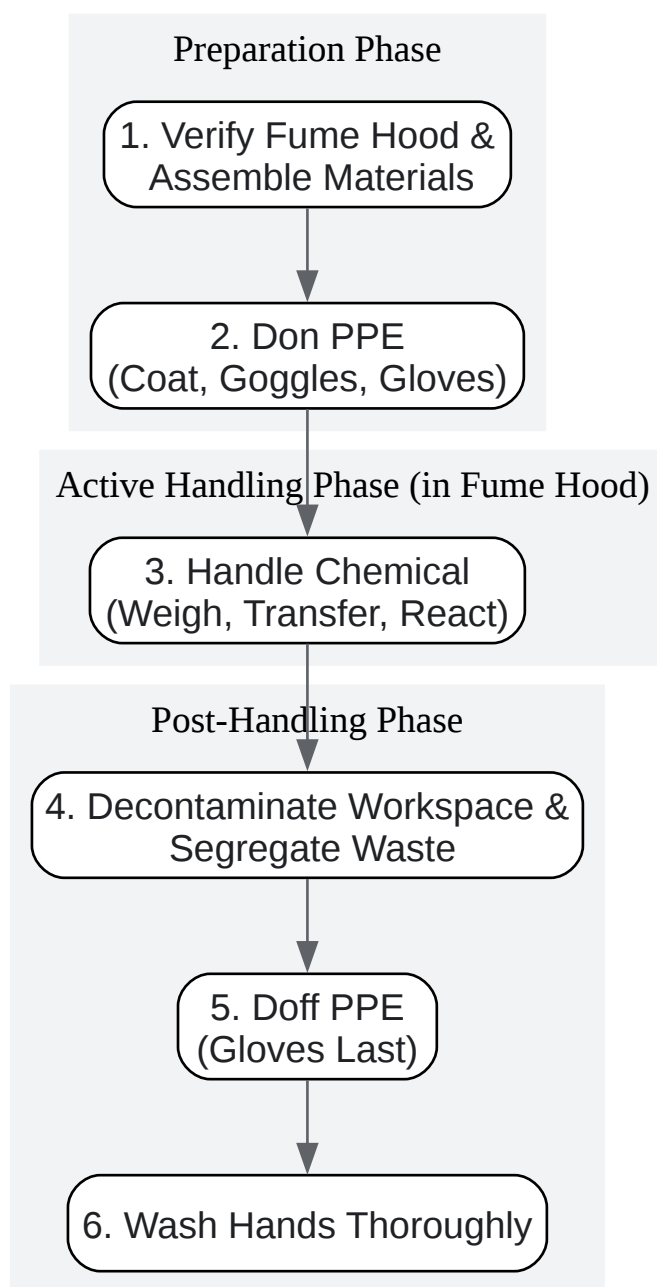 Preparation Phase
1. Verify Fume Hood &
Assemble Materials
2. Don PPE
(Coat, Goggles, Gloves)
Active Handling Phase (in Fume Hood)
3. Handle Chemical
(Weigh, Transfer, React)
Post-Handling Phase
4. Decontaminate Workspace &
Segregate Waste
5. Doff PPE
(Gloves Last)
6. Wash Hands Thoroughly